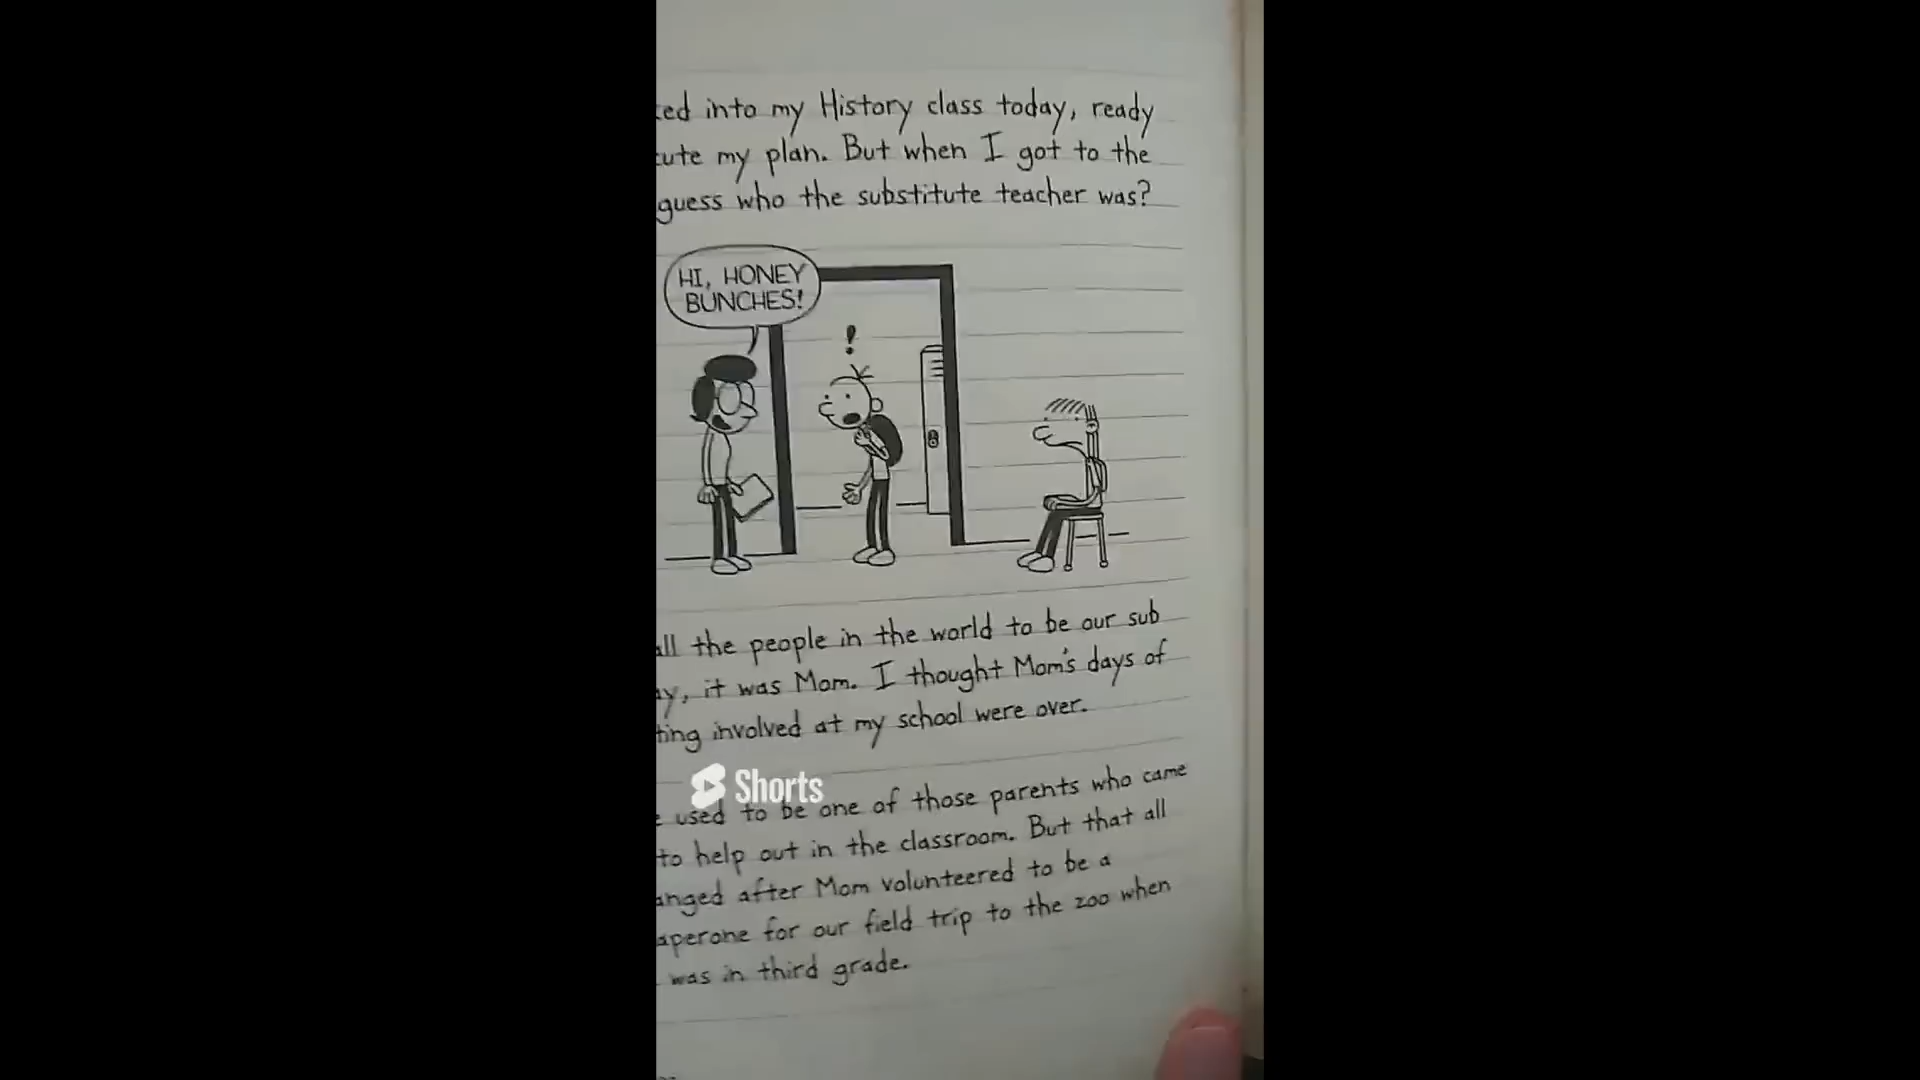 ed into my History class today, ready
cute my plan. But when I got to the
guess who the substitute teacher was?
HI, HONEY
BUNCHES!
!
all the people in the world to be our sub
ay, it was Mom. I thought Mom's days of
ting involved at my school were over.
Shorts
e used to be one of those parents who came
to help out in the classroom. But that all
anged after Mom volunteered to be a
aperone for our field trip to the zoo when
was in third grade.